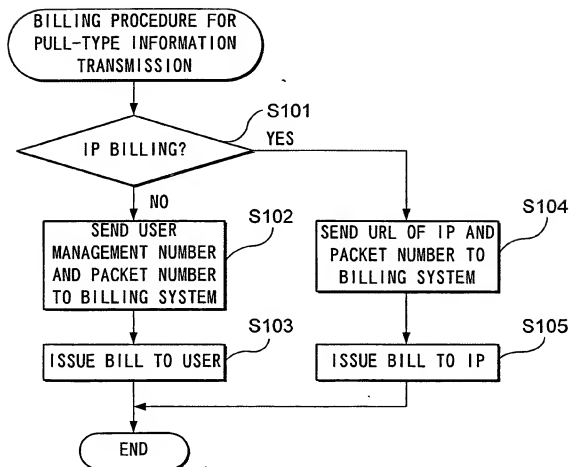 BILLING PROCEDURE FOR
PULL-TYPE INFORMATION
TRANSMISSION
S101
IP BILLING?
YES
NO
SEND USER
MANAGEMENT NUMBER
AND PACKET NUMBER
TO BILLING SYSTEM
S102
SEND URL OF IP AND
PACKET NUMBER TO
BILLING SYSTEM
S104
ISSUE BILL TO USER
S103
ISSUE BILL TO IP
S105
END